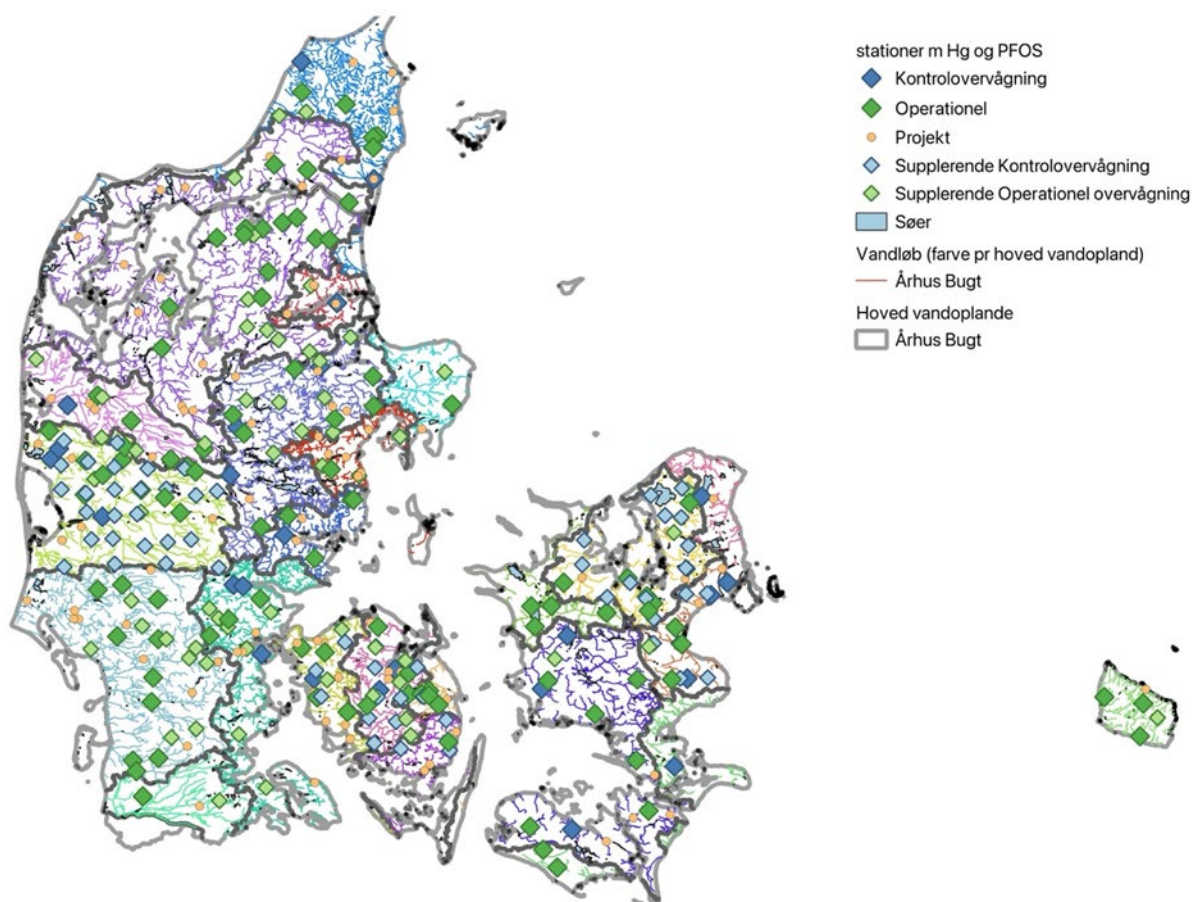 stationer m Hg og PFOS
Kontrolovervågning
Operationel
Projekt
Supplerende Kontrolovervågning
Supplerende Operationel overvågning
Søer
Vandløb (farve pr hoved vandopland)
Århus Bugt
Hoved vandoplande
Århus Bugt